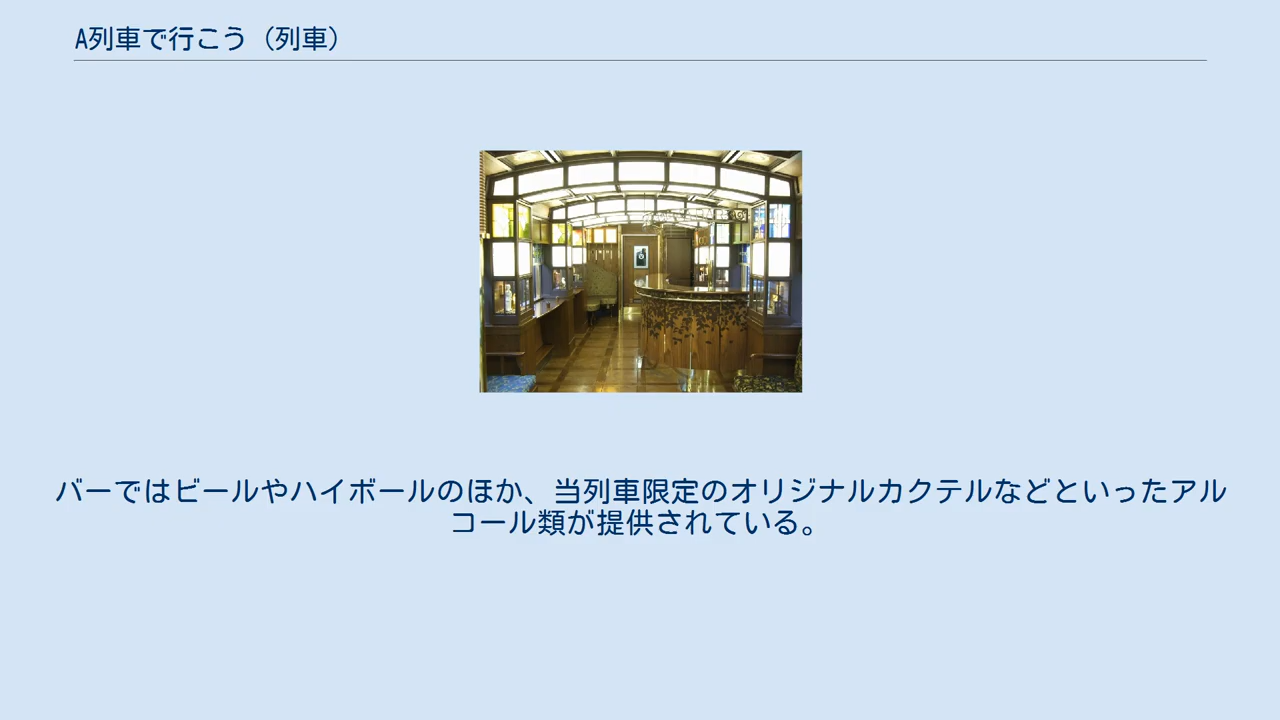 A列車で行こう（列車）
バーではビールやハイボールのほか、当列車限定のオリジナルカクテルなどといったアル
コール類が提供されている。